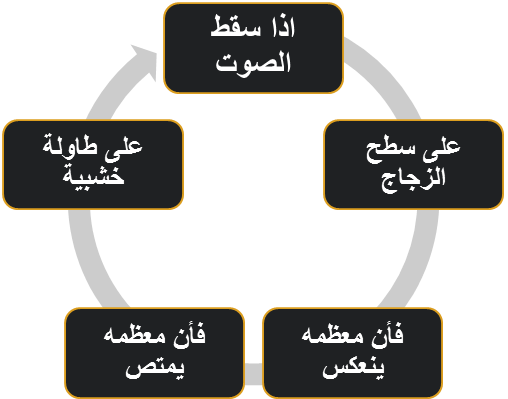 اذا سقط
الصوت
على سطح
الزجاج
فأن معظمه
ينعكس
فأن معظمه
يمتص
على طاولة
خشبية